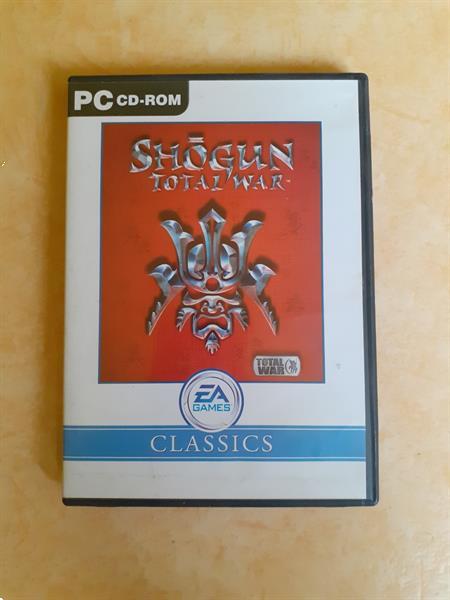 PC CD-ROM
SHŌGUN
TOTAL WAR
TOTAL
WAR
EA
GAMES
CLASSICS